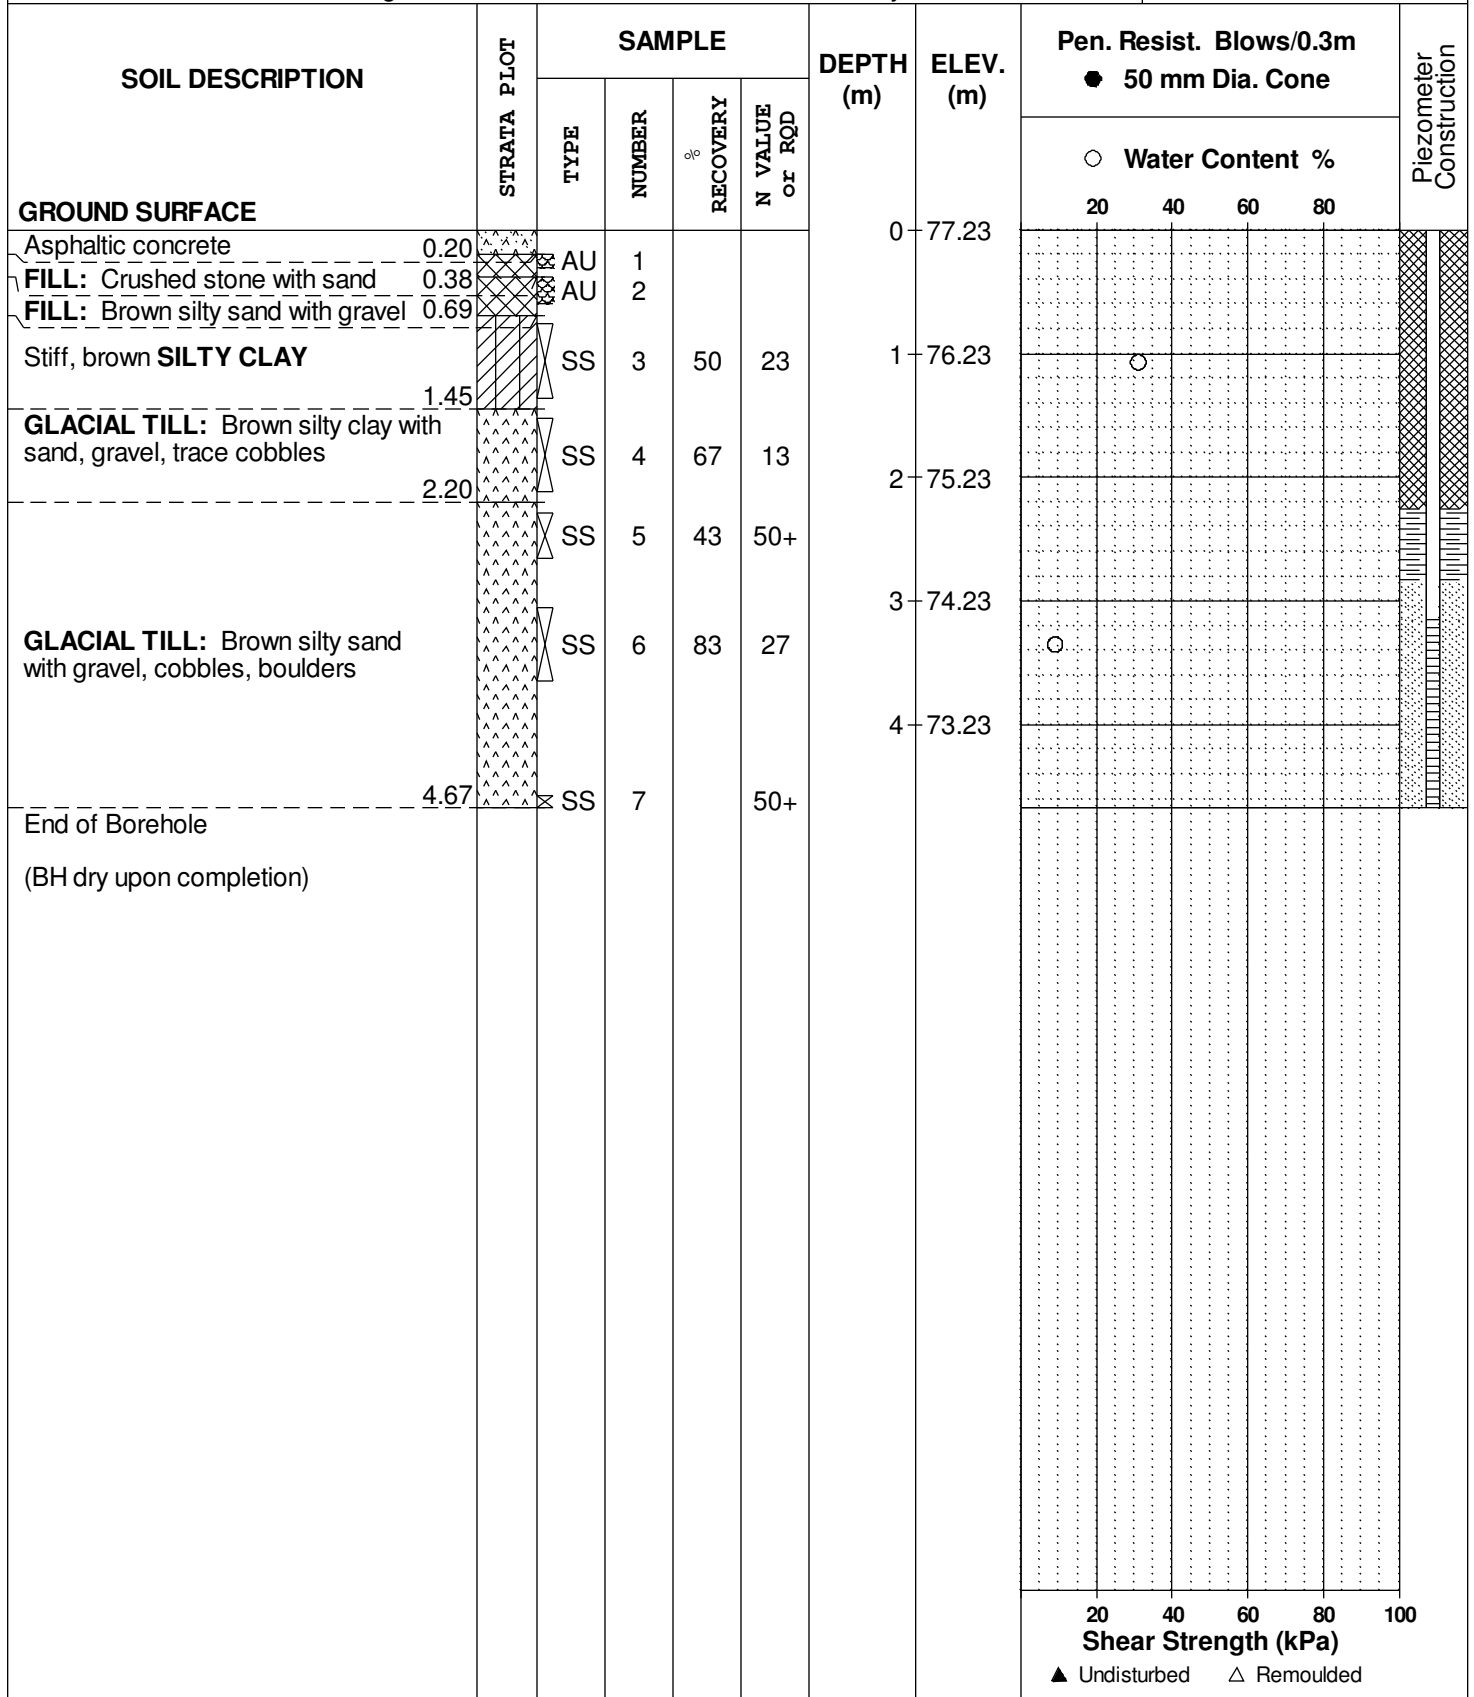 SOIL DESCRIPTION
STRATA PLOT
SAMPLE
TYPE
NUMBER
% RECOVERY
N VALUE or RQD
DEPTH (m)
ELEV. (m)
Pen. Resist. Blows/0.3m
● 50 mm Dia. Cone
○ Water Content %
20 40 60 80
Piezometer Construction
GROUND SURFACE
0 77.23
Asphaltic concrete 0.20
AU 1
FILL: Crushed stone with sand 0.38
AU 2
FILL: Brown silty sand with gravel 0.69
Stiff, brown SILTY CLAY SS 3 50 23
1 76.23
1.45
GLACIAL TILL: Brown silty clay with
sand, gravel, trace cobbles SS 4 67 13
2 75.23
2.20
SS 5 43 50+
3 74.23
GLACIAL TILL: Brown silty sand SS 6 83 27
with gravel, cobbles, boulders
4 73.23
4.67 SS 7 50+
End of Borehole
(BH dry upon completion)
20 40 60 80 100
Shear Strength (kPa)
▲ Undisturbed △ Remoulded